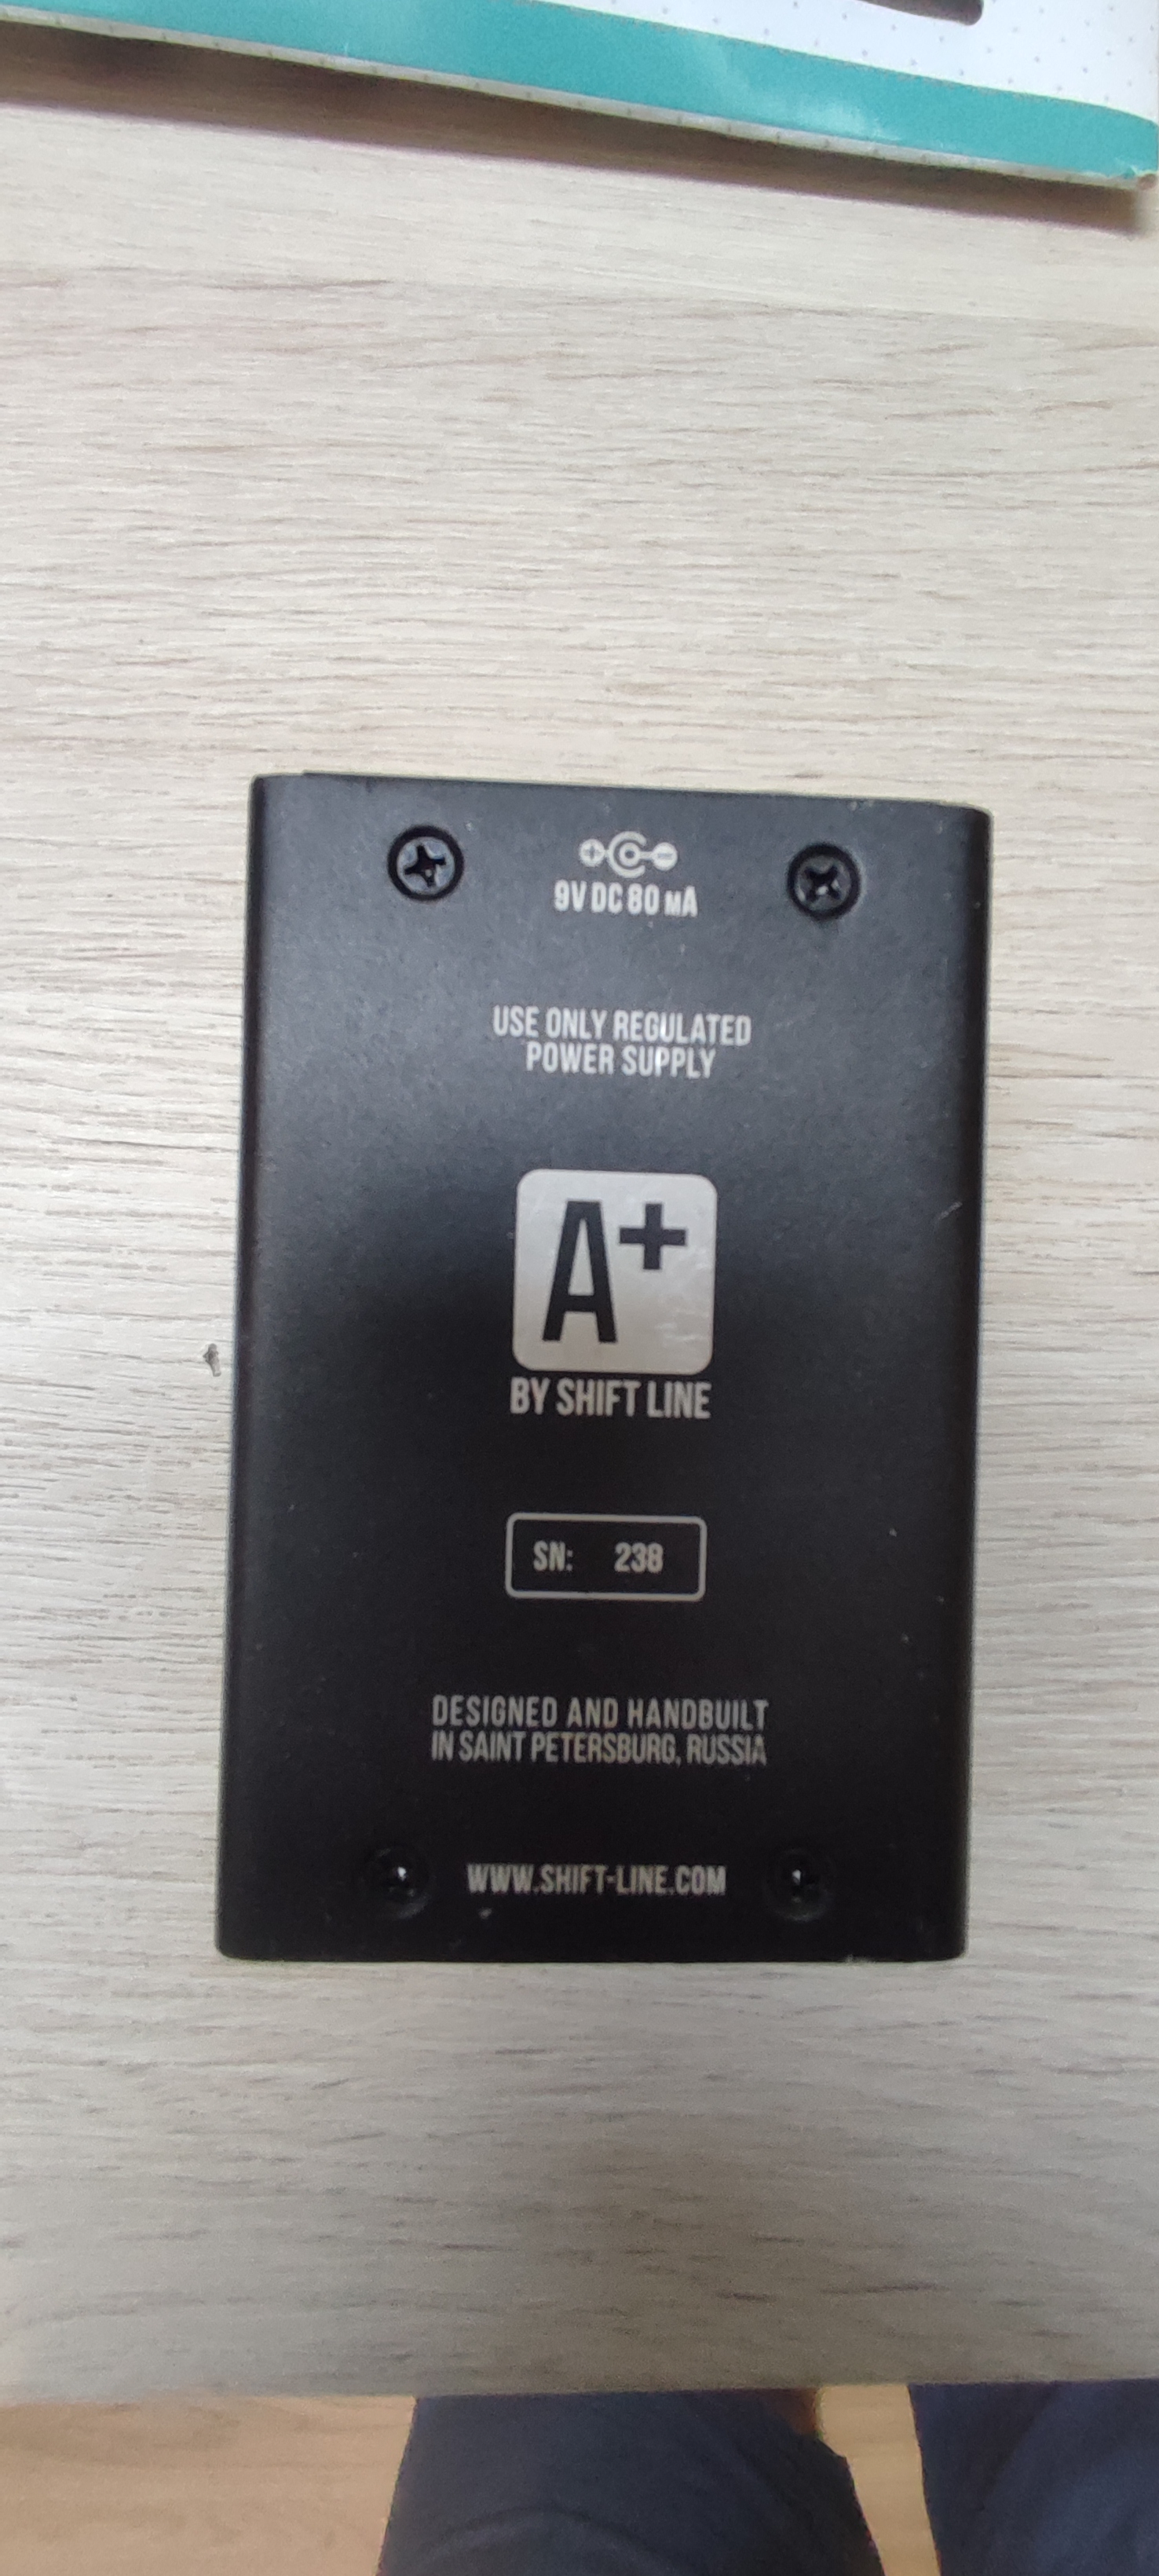 9V DC 80 MA
USE ONLY REGULATED
POWER SUPPLY
A+
BY SHIFT LINE
SN: 238
DESIGNED AND HANDBUILT
IN SAINT PETERSBURG, RUSSIA
WWW.SHIFT-LINE.COM